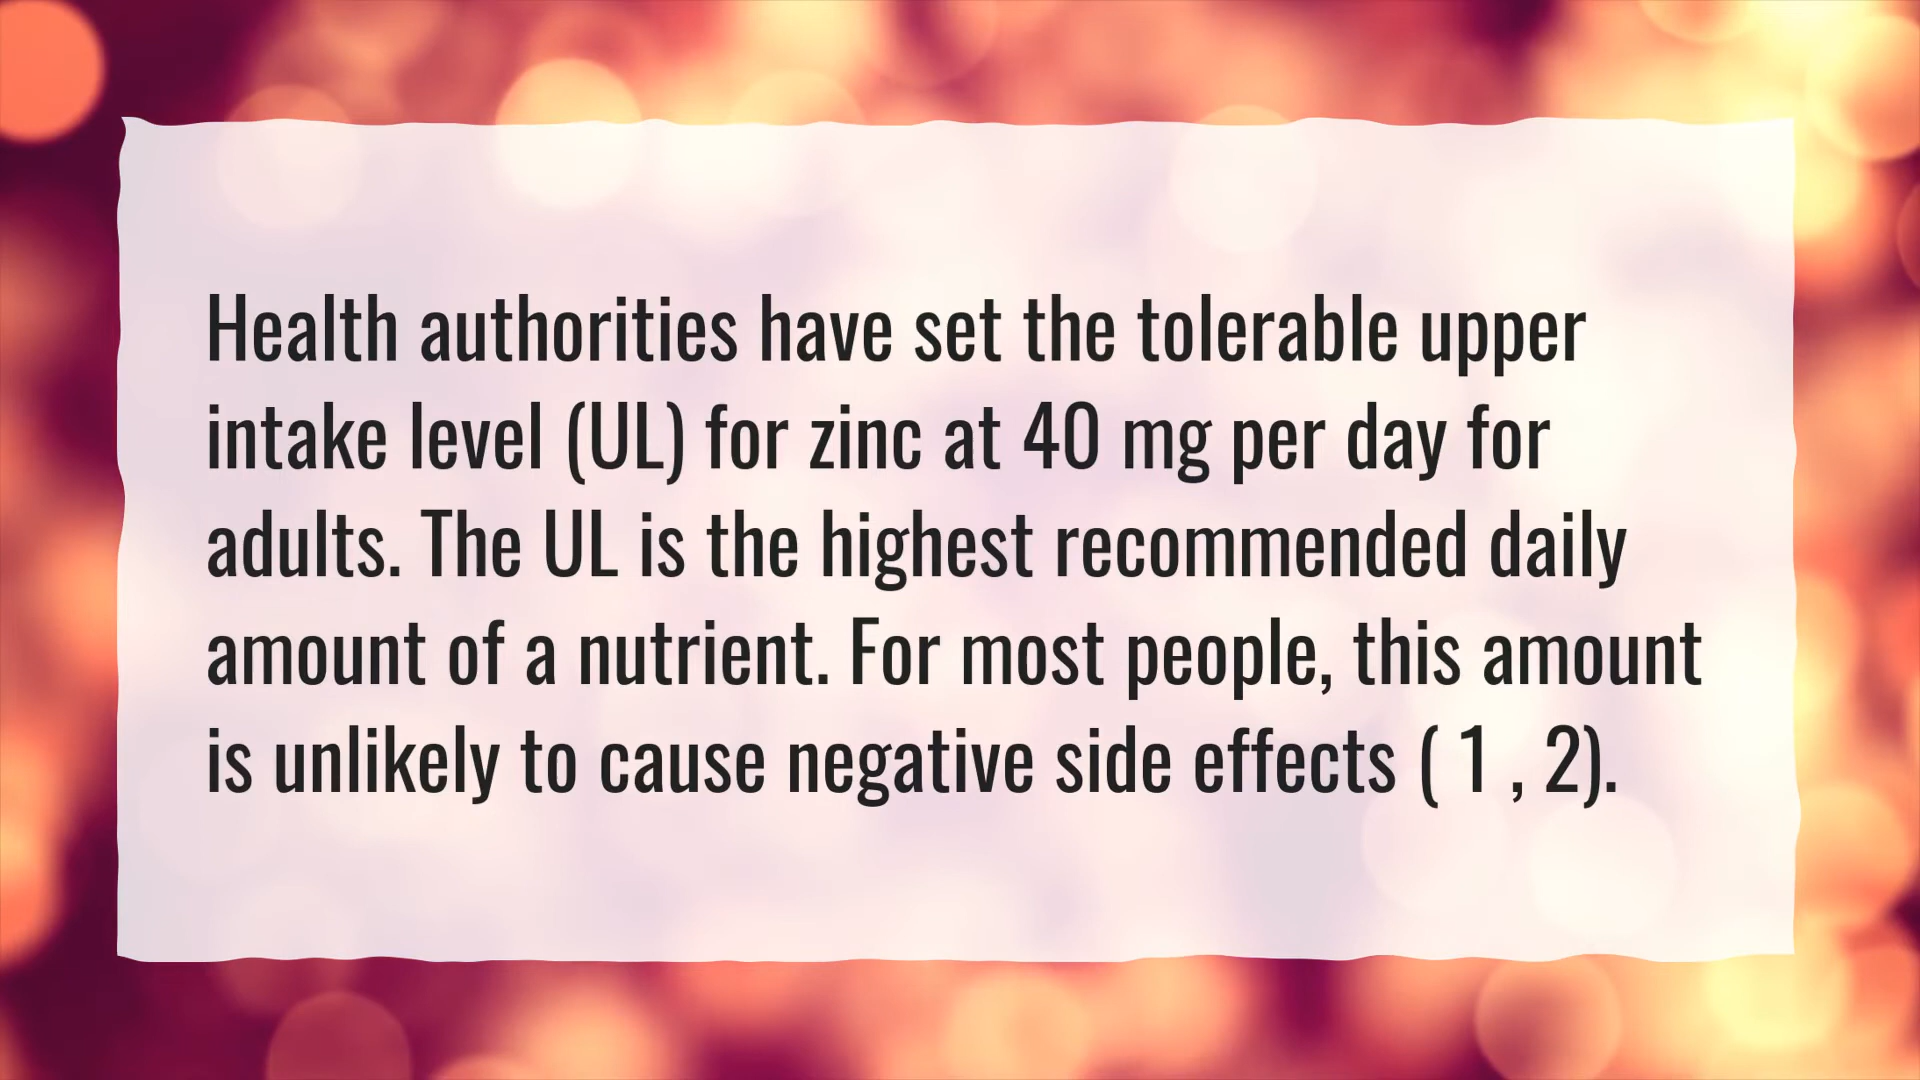 Health authorities have set the tolerable upper
intake level (UL) for zinc at 40 mg per day for
adults. The UL is the highest recommended daily
amount of a nutrient. For most people, this amount
is unlikely to cause negative side effects ( 1 , 2).